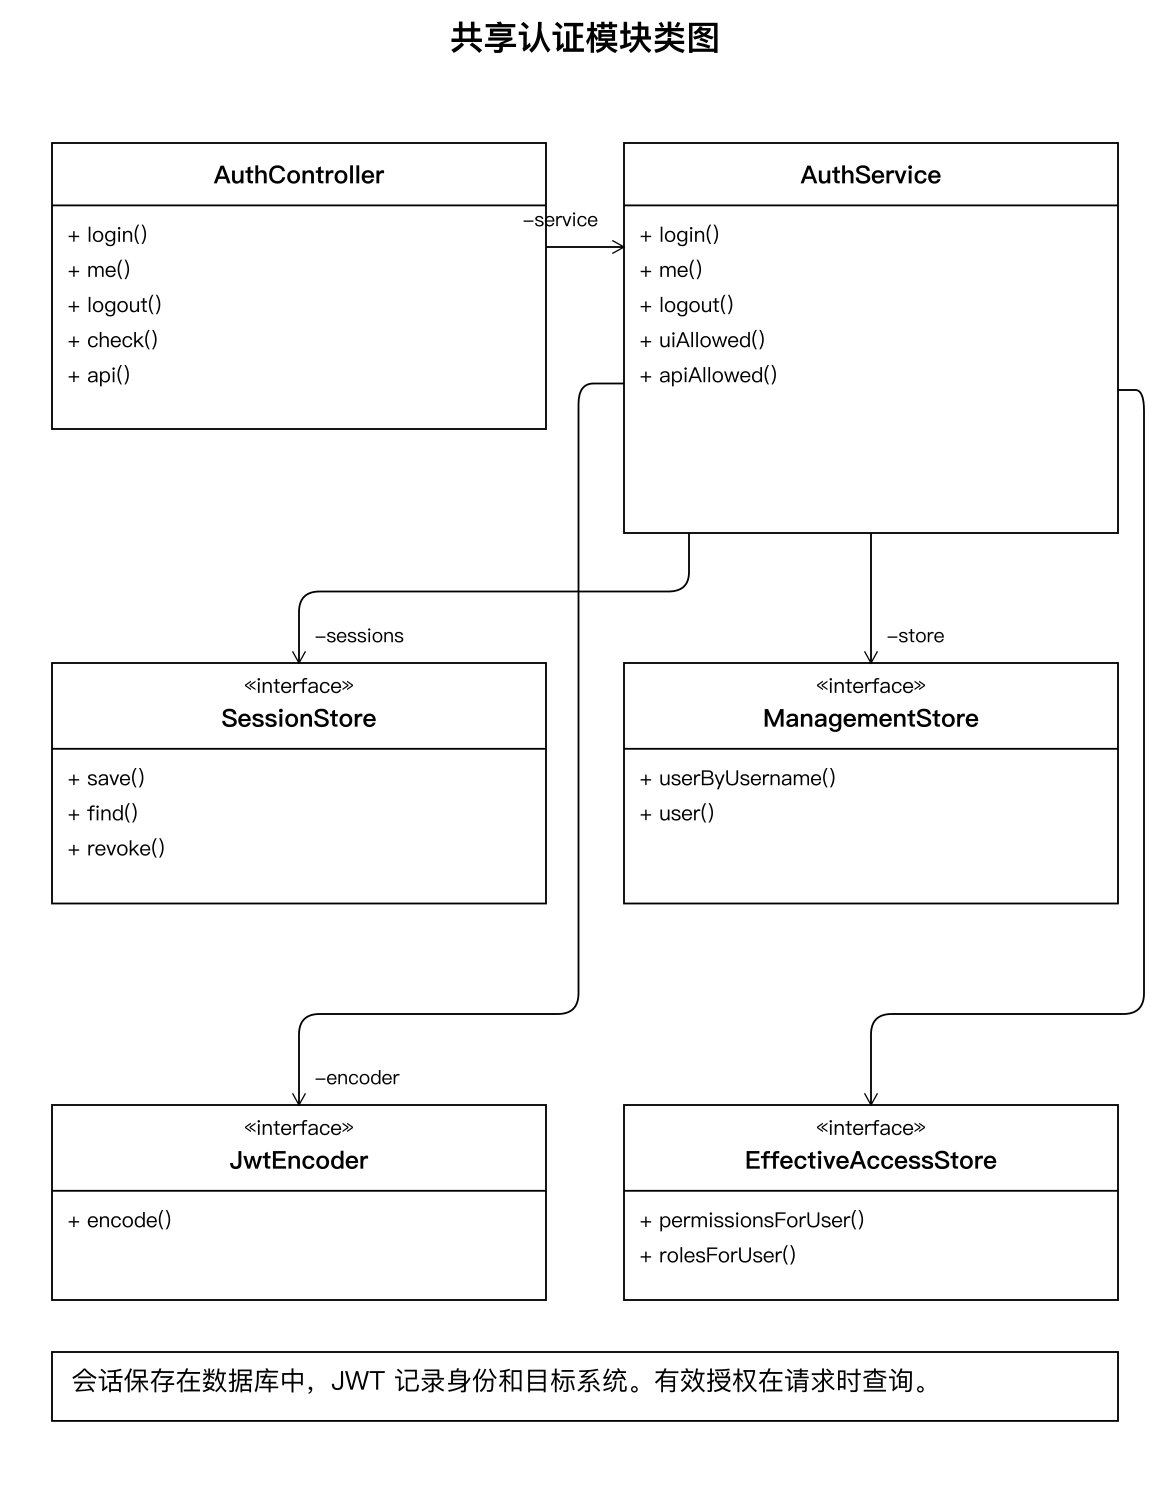 共享认证模块类图
AuthController
+ login()
+ me()
+ logout()
+ check()
+ api()
–service
AuthService
+ login()
+ me()
+ logout()
+ uiAllowed()
+ apiAllowed()
–sessions
–store
«interface»
SessionStore
+ save()
+ find()
+ revoke()
«interface»
ManagementStore
+ userByUsername()
+ user()
–encoder
«interface»
JwtEncoder
+ encode()
«interface»
EffectiveAccessStore
+ permissionsForUser()
+ rolesForUser()
会话保存在数据库中，JWT 记录身份和目标系统。有效授权在请求时查询。